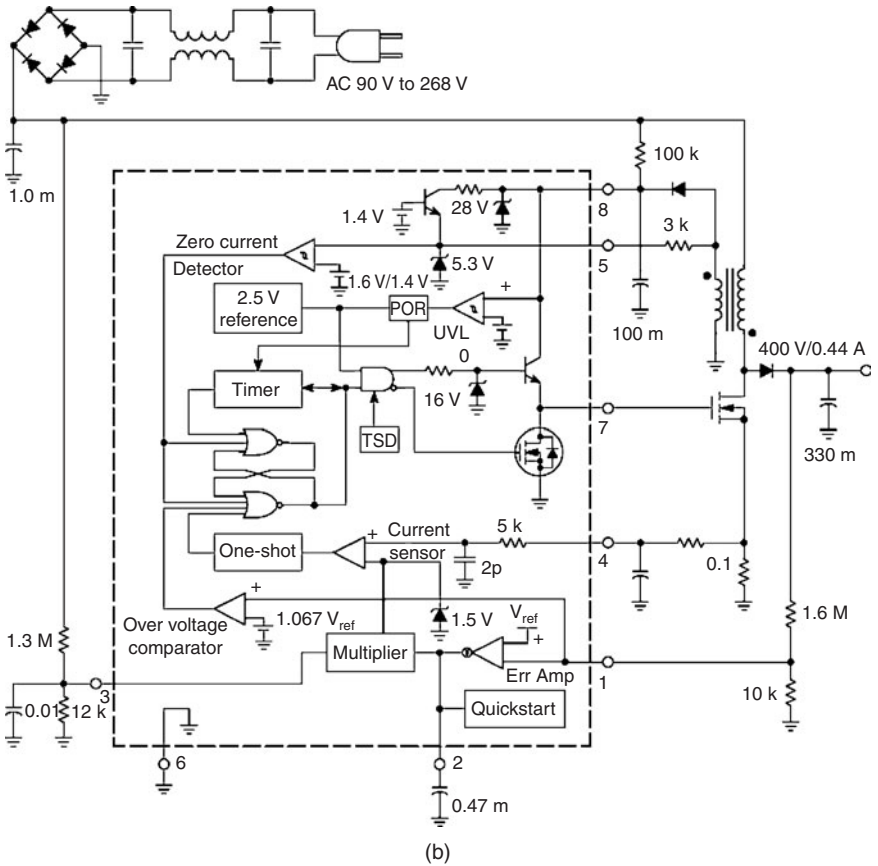 AC 90 V to 268 V
1.0 m
100 k
1.4 V
28 V
8
3 k
Zero current
Detector
5.3 V
5
1.6 V/1.4 V
100 m
2.5 V
reference
POR
+
UVL
400 V/0.44 A
0
Timer
16 V
7
TSD
330 m
One-shot
+
Current
sensor
5 k
4
2p
0.1
+
1.067 Vref
Over voltage
comparator
1.5 V
Vref
+
1.6 M
1.3 M
Multiplier
Err Amp
1
3
10 k
0.01
12 k
Quickstart
6
2
0.47 m
(b)